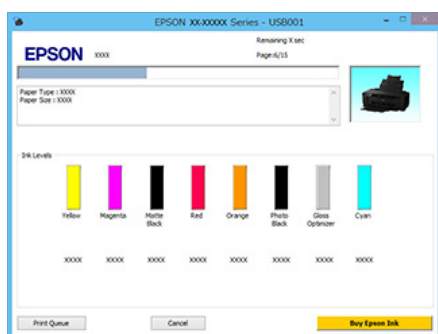 EPSON XX-XXXXX Series - USB001
EPSON XXXX
Remaining X sec
Page:6/15
Paper Type : XXXX
Paper Size : XXXX
Ink Levels
Yellow Magenta Matte Black Red Orange Photo Black Gloss Optimizer Cyan
XXXX XXXX XXXX XXXX XXXX XXXX XXXX XXXX
Print Queue Cancel Buy Epson Ink